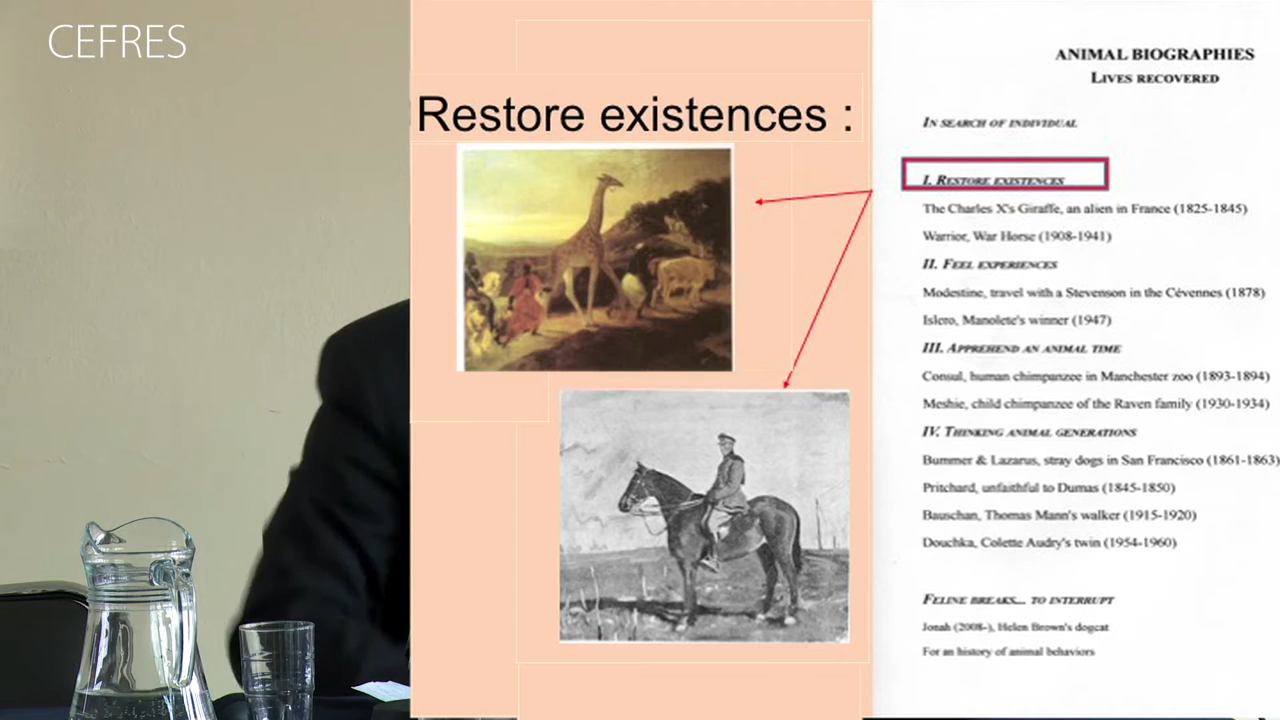 CEFRES
Restore existences :
ANIMAL BIOGRAPHIES
LIVES RECOVERED
IN SEARCH OF INDIVIDUAL
I. RESTORE EXISTENCES
The Charles X's Giraffe, an alien in France (1825-1845)
Warrior, War Horse (1908-1941)
II. FEEL EXPERIENCES
Modestine, travel with a Stevenson in the Cévennes (1878)
Islero, Manolete's winner (1947)
III. APPREHEND AN ANIMAL TIME
Consul, human chimpanzee in Manchester zoo (1893-1894)
Meshie, child chimpanzee of the Raven family (1930-1934)
IV. THINKING ANIMAL GENERATIONS
Bummer & Lazarus, stray dogs in San Francisco (1861-1863)
Pritchard, unfaithful to Dumas (1845-1850)
Bauschan, Thomas Mann's walker (1915-1920)
Douchka, Colette Audry's twin (1954-1960)
FELINE BREAKS... TO INTERRUPT
Jonah (2008-), Helen Brown's dogcat
For an history of animal behaviors